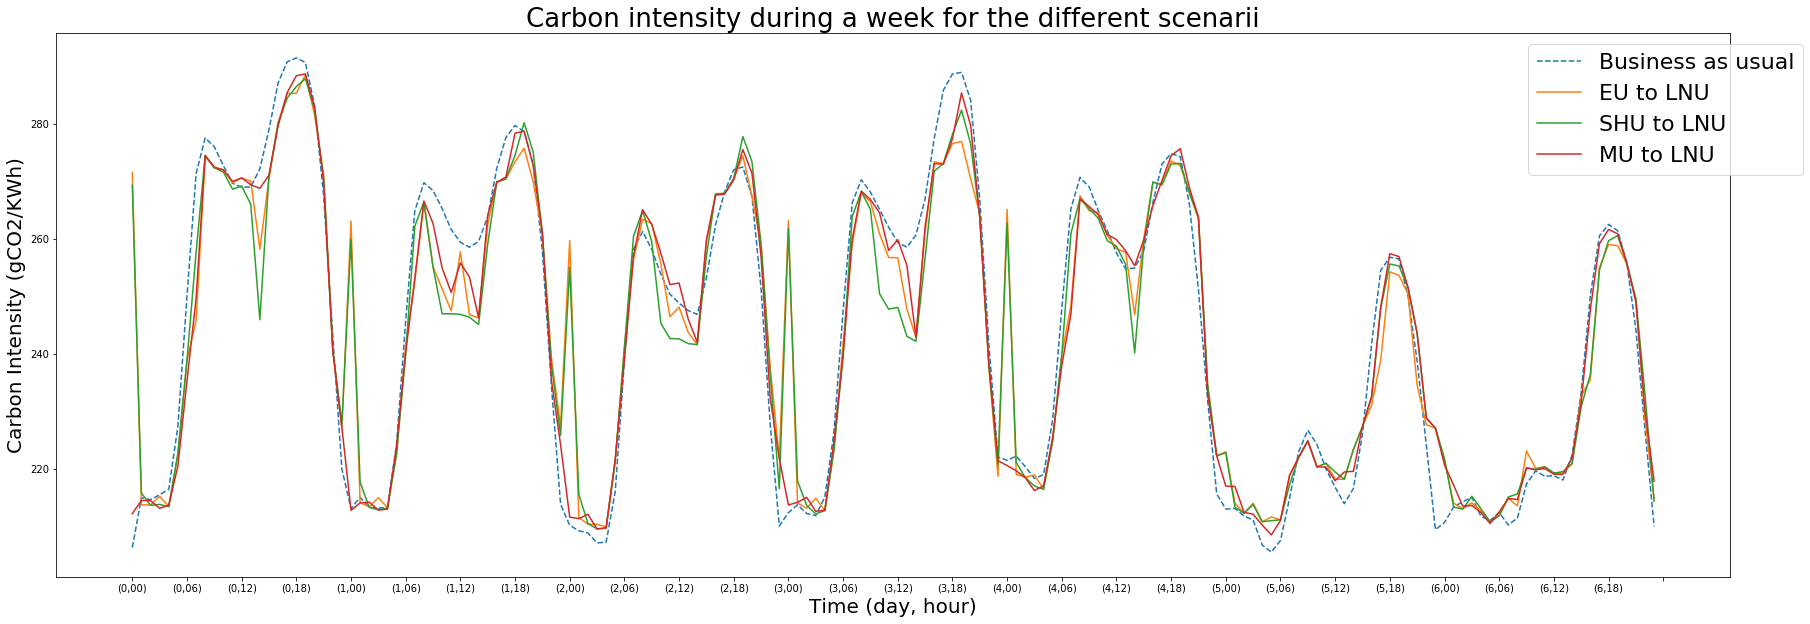 Carbon intensity during a week for the different scenarii
Business as usual
EU to LNU
SHU to LNU
MU to LNU
Carbon Intensity (gCO2/KWh)
280
260
240
220
(0,00) (0,06) (0,12) (0,18) (1,00) (1,06) (1,12) (1,18) (2,00) (2,06) (2,12) (2,18) (3,00) (3,06) (3,12) (3,18) (4,00) (4,06) (4,12) (4,18) (5,00) (5,06) (5,12) (5,18) (6,00) (6,06) (6,12) (6,18)
Time (day, hour)